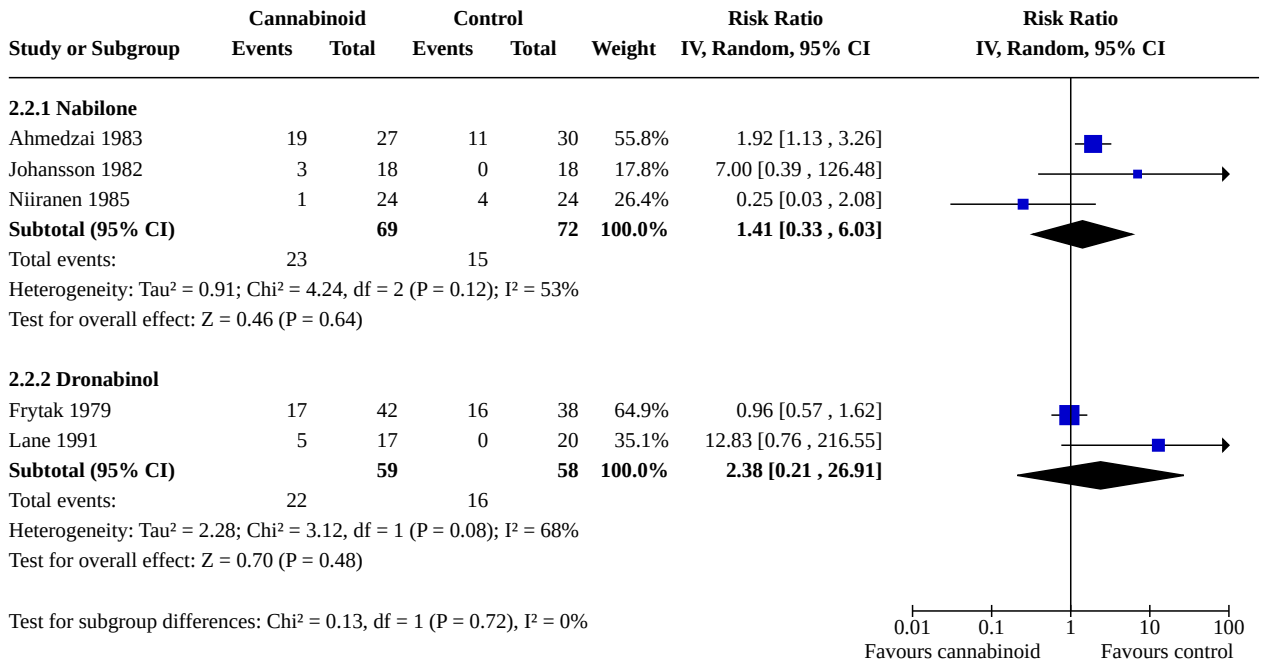 Cannabinoid Control Risk Ratio Risk Ratio
Study or Subgroup Events Total Events Total Weight IV, Random, 95% CI IV, Random, 95% CI
2.2.1 Nabilone
Ahmedzai 1983 19 27 11 30 55.8% 1.92 [1.13 , 3.26]
Johansson 1982 3 18 0 18 17.8% 7.00 [0.39 , 126.48]
Niiranen 1985 1 24 4 24 26.4% 0.25 [0.03 , 2.08]
Subtotal (95% CI) 69 72 100.0% 1.41 [0.33 , 6.03]
Total events: 23 15
Heterogeneity: Tau² = 0.91; Chi² = 4.24, df = 2 (P = 0.12); I² = 53%
Test for overall effect: Z = 0.46 (P = 0.64)
2.2.2 Dronabinol
Frytak 1979 17 42 16 38 64.9% 0.96 [0.57 , 1.62]
Lane 1991 5 17 0 20 35.1% 12.83 [0.76 , 216.55]
Subtotal (95% CI) 59 58 100.0% 2.38 [0.21 , 26.91]
Total events: 22 16
Heterogeneity: Tau² = 2.28; Chi² = 3.12, df = 1 (P = 0.08); I² = 68%
Test for overall effect: Z = 0.70 (P = 0.48)
Test for subgroup differences: Chi² = 0.13, df = 1 (P = 0.72), I² = 0%
0.01 0.1 1 10 100
Favours cannabinoid Favours control